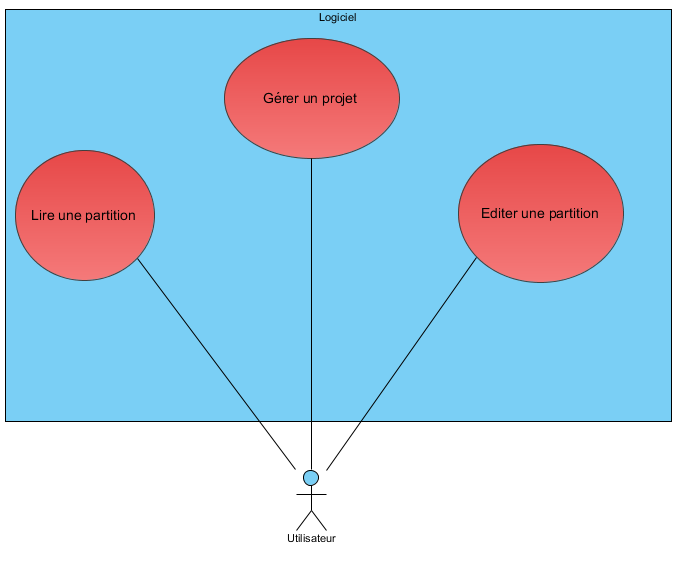 Logiciel
Gérer un projet
Lire une partition
Editer une partition
Utilisateur